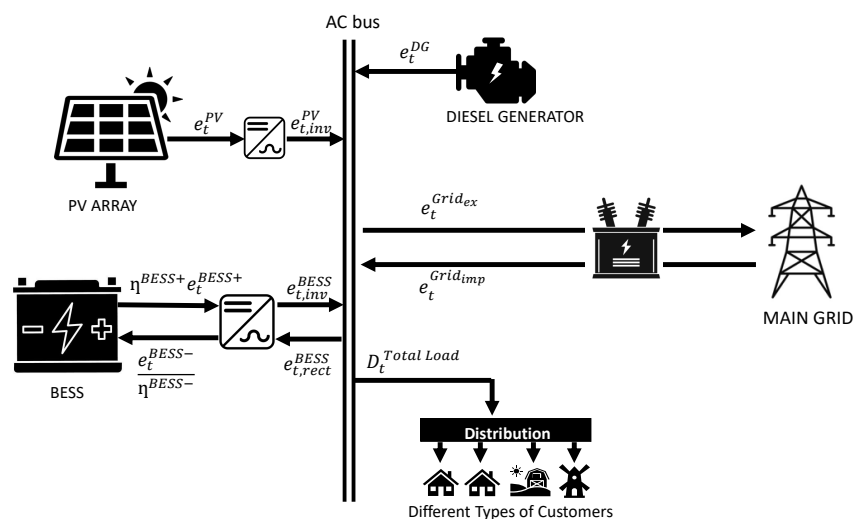 AC bus
e_t^{DG}
DIESEL GENERATOR
e_t^{PV}
e_{t,inv}^{PV}
PV ARRAY
e_t^{Grid_{ex}}
e_t^{Grid_{imp}}
MAIN GRID
η^{BESS+} e_t^{BESS+}
e_{t,inv}^{BESS}
\frac{e_t^{BESS-}}{η^{BESS-}}
e_{t,rect}^{BESS}
BESS
D_t^{Total Load}
Distribution
Different Types of Customers